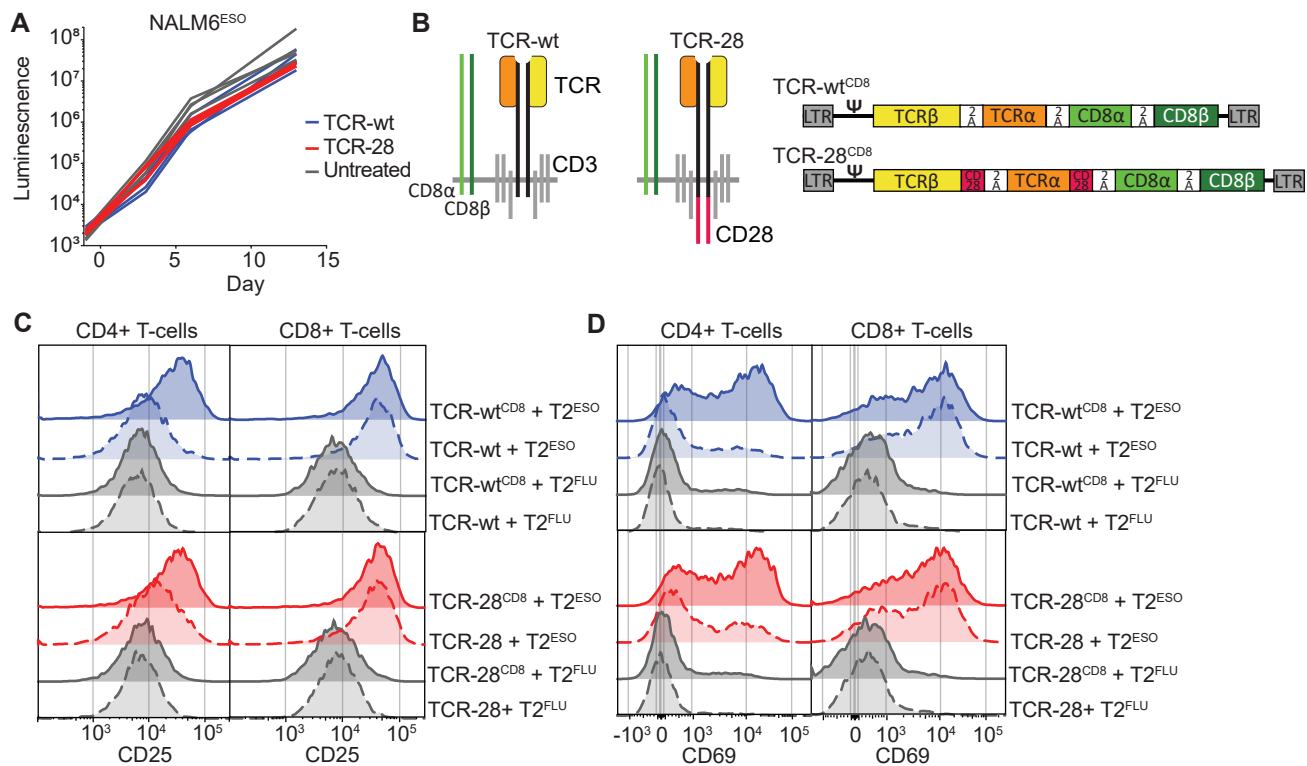 A
NALM6ESO
Luminescnence
10⁸
10⁷
10⁶
10⁵
10⁴
10³
0 5 10 15
Day
TCR-wt
TCR-28
Untreated
B
TCR-wt
TCR-28
TCR
CD3
CD8α
CD8β
CD28
TCR-wtCD8
LTR Ψ TCRβ 2A TCRα 2A CD8α 2A CD8β LTR
TCR-28CD8
LTR Ψ TCRβ CD28 2A TCRα CD28 2A CD8α 2A CD8β LTR
C
CD4+ T-cells
CD8+ T-cells
TCR-wtCD8 + T2ESO
TCR-wt + T2ESO
TCR-wtCD8 + T2FLU
TCR-wt + T2FLU
TCR-28CD8 + T2ESO
TCR-28 + T2ESO
TCR-28CD8 + T2FLU
TCR-28+ T2FLU
10³ 10⁴ 10⁵
10³ 10⁴ 10⁵
CD25
CD25
D
CD4+ T-cells
CD8+ T-cells
TCR-wtCD8 + T2ESO
TCR-wt + T2ESO
TCR-wtCD8 + T2FLU
TCR-wt + T2FLU
TCR-28CD8 + T2ESO
TCR-28 + T2ESO
TCR-28CD8 + T2FLU
TCR-28+ T2FLU
-10³ 0 10³ 10⁴ 10⁵
0 10³ 10⁴ 10⁵
CD69
CD69